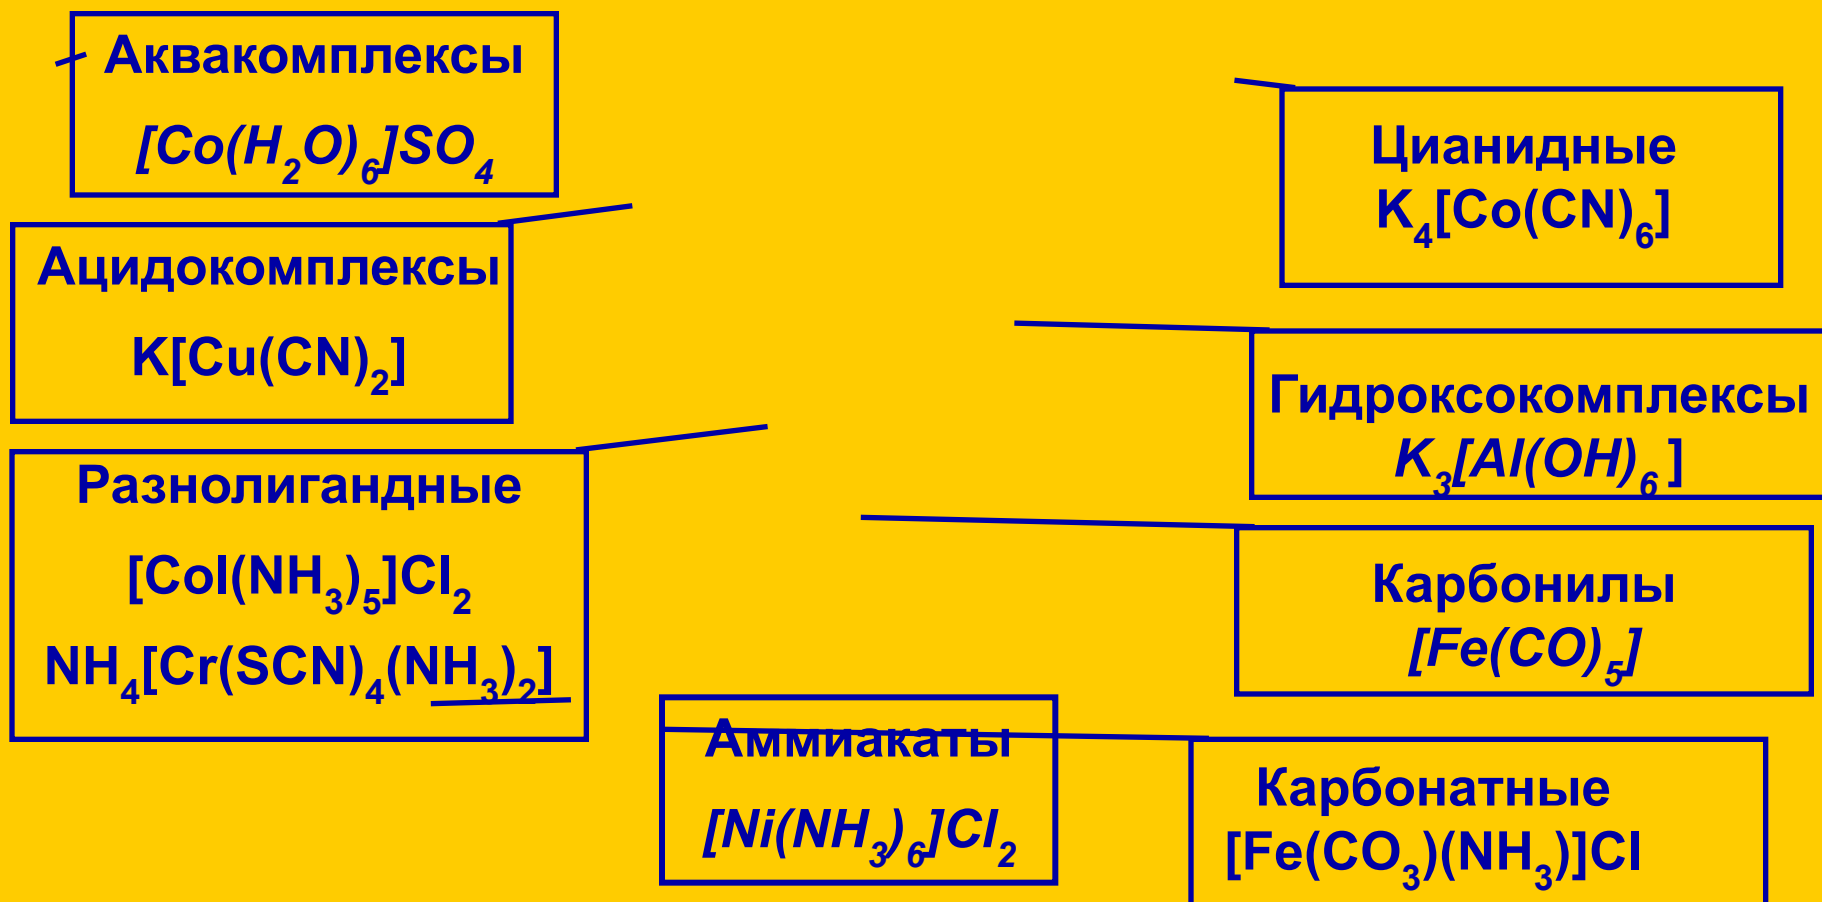 Аквакомплексы
[Co(H₂O)₆]SO₄
Ацидокомплексы
K[Cu(CN)₂]
Разнолигандные
[CoI(NH₃)₅]Cl₂
NH₄[Cr(SCN)₄(NH₃)₂]
Аммиакаты
[Ni(NH₃)₆]Cl₂
Цианидные
K₄[Co(CN)₆]
Гидроксокомплексы
K₃[Al(OH)₆ ]
Карбонилы
[Fe(CO)₅]
Карбонатные
[Fe(CO₃)(NH₃)]Cl